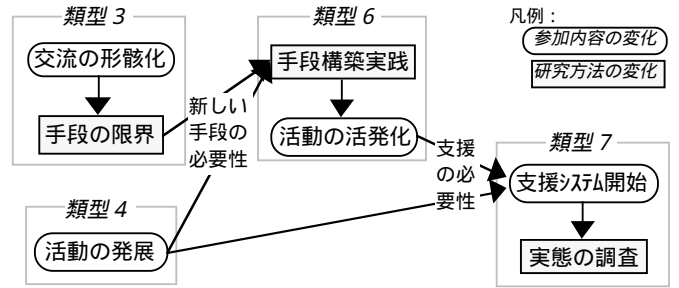 類型 3
交流の形骸化
手段の限界
新しい
手段の
必要性
類型 4
活動の発展
類型 6
手段構築実践
活動の活発化
支援
の必
要性
凡例：
参加内容の変化
研究方法の変化
類型 7
支援ｼｽﾃﾑ開始
実態の調査